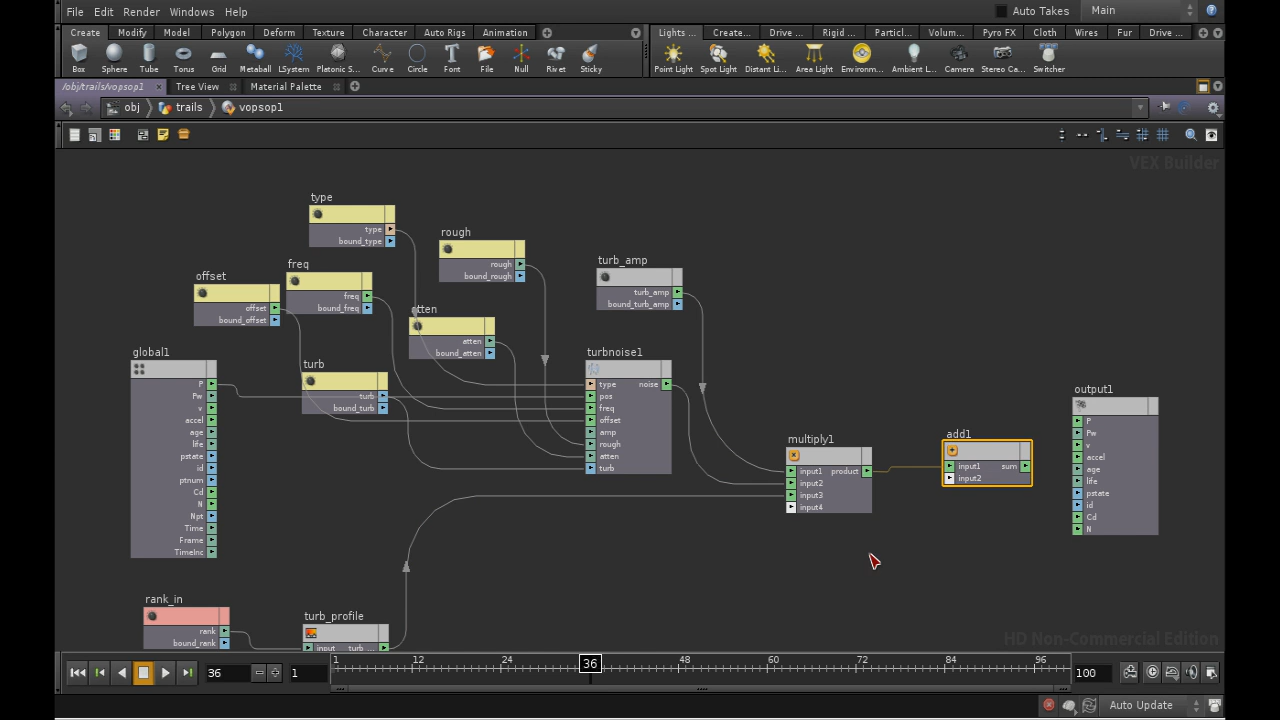 File Edit Render Windows Help Auto Takes Main
Create Modify Model Polygon Deform Texture Character Auto Rigs Animation Lights ... Create... Drive ... Rigid ... Particl... Volum... Pyro FX Cloth Wires Fur Drive ...
Box Sphere Tube Torus Grid Metaball LSystem Platonic S... Curve Circle Font File Null Rivet Sticky Point Light Spot Light Distant Li... Area Light Environm... Ambient L... Camera Stereo Ca... Switcher
/obj/trails/vopsop1 × Tree View Material Palette
obj trails vopsop1
VEX Builder
type
type
bound_type
rough
rough
bound_rough
turb_amp
turb_amp
bound_turb_amp
freq
freq
bound_freq
offset
offset
bound_offset
atten
atten
bound_atten
global1
P
Pw
v
accel
age
life
pstate
id
ptnum
Cd
N
Npt
Time
Frame
TimeInc
turb
turb
bound_turb
turbnoise1
type noise
pos
freq
offset
amp
rough
atten
turb
multiply1
input1 product
input2
input3
input4
add1
input1 sum
input2
output1
P
Pw
v
accel
age
life
pstate
id
Cd
N
rank_in
rank
bound_rank
turb_profile
input turb ...
HD Non-Commercial Edition
36 1 1 12 24 36 48 60 72 84 96 100
Auto Update